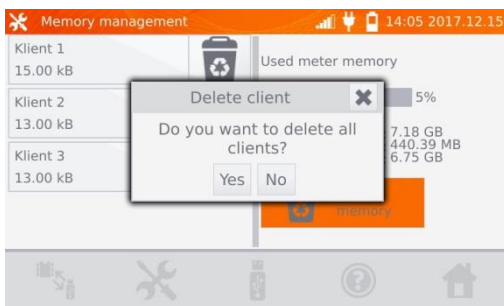 Memory management
14:05 2017.12.15
Klient 1
15.00 kB
Used meter memory
Klient 2
13.00 kB
5%
7.18 GB
440.39 MB
6.75 GB
Klient 3
13.00 kB
Delete client
Do you want to delete all
clients?
Yes No
memory